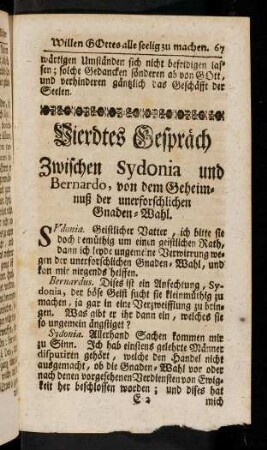 Willen GOttes alle seelig zu machen. 67
wärtigen Umständen sich nicht befridigen las-
sen; solche Gedancken sönderen ab von GOtt,
und verhinderen gäntzlich das Geschäfft der
Seelen.
Vierdtes Gespräch
Zwischen Sydonia und
Bernardo, von dem Geheim-
nuß der unerforschlichen
Gnaden-Wahl.
SYdonia. Geistlicher Vatter, ich bitte sie
doch demüthig um einen geistlichen Rath,
dann ich leyde ungemeine Verwirrung we-
gen der unerforschlichen Gnaden-Wahl, und
kan mir niegends helffen.
Bernardus. Dises ist ein Anfechtung, Sy-
donia, der böse Geist sucht sie kleinmüthig zu
machen, ja gar in eine Verzweifflung zu brin-
gen. Was gibt er ihr dann ein, welches sie
so ungemein ängstiget?
Sydonia. Allerhand Sachen kommen mir
zu Sinn. Ich hab einstens gelehrte Männer
disputiren gehört, welche den Handel nicht
ausgemacht, ob die Gnaden-Wahl vor oder
nach denen vorgesehenen Verdiensten von Ewig-
keit her beschlossen worden; und dises hat
E 2 mich